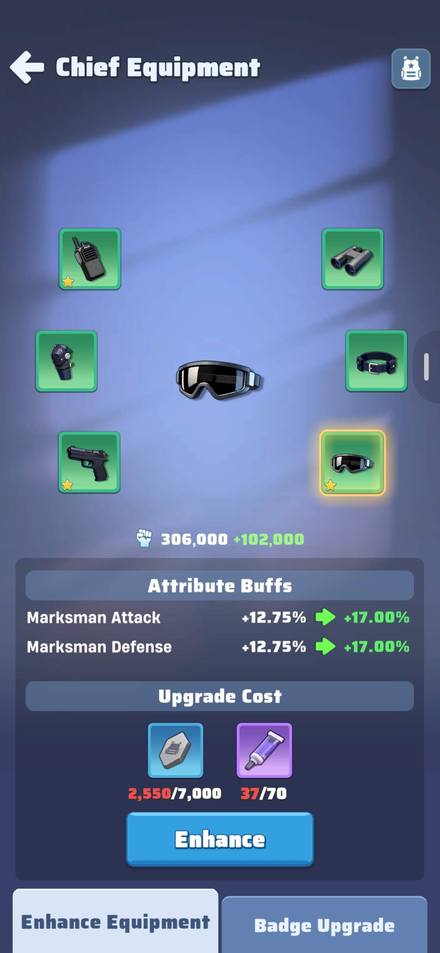 Chief Equipment
306,000 +102,000
Attribute Buffs
Marksman Attack +12.75% +17.00%
Marksman Defense +12.75% +17.00%
Upgrade Cost
2,550/7,000 37/70
Enhance
Enhance Equipment Badge Upgrade